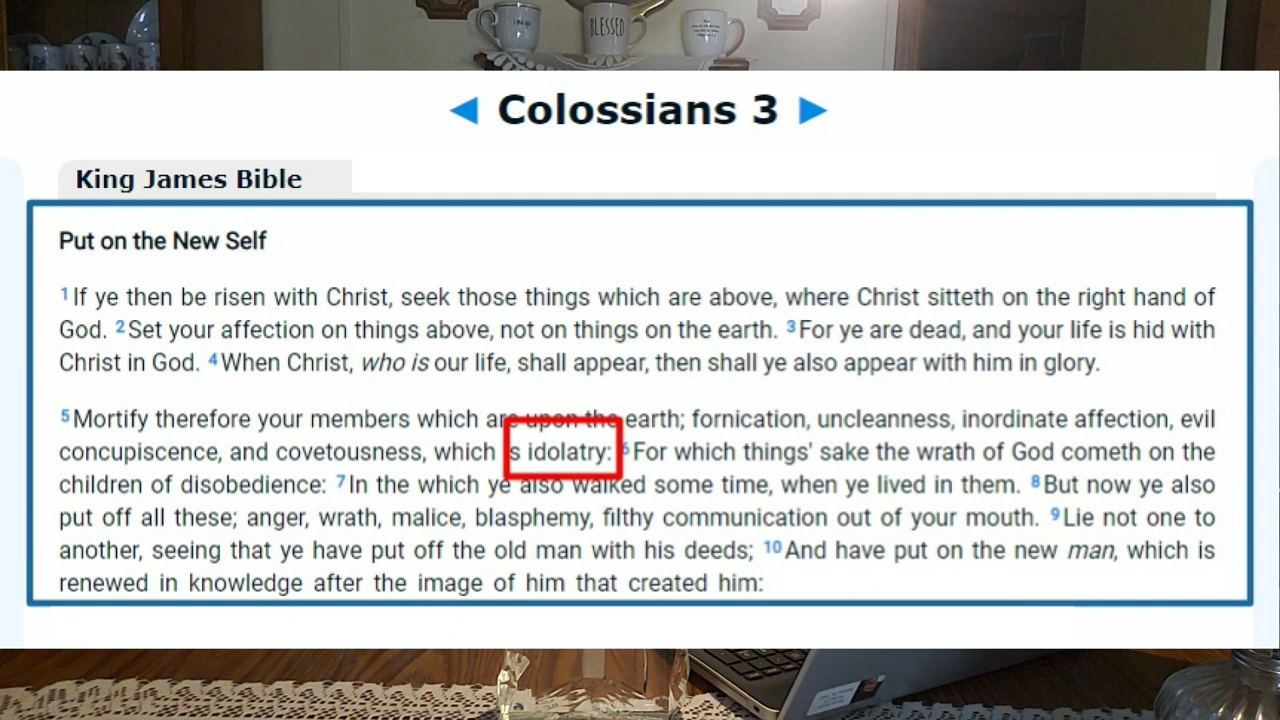 BLESSED
◄ Colossians 3 ►
King James Bible
Put on the New Self
1 If ye then be risen with Christ, seek those things which are above, where Christ sitteth on the right hand of
God. 2 Set your affection on things above, not on things on the earth. 3 For ye are dead, and your life is hid with
Christ in God. 4 When Christ, who is our life, shall appear, then shall ye also appear with him in glory.
5 Mortify therefore your members which are upon the earth; fornication, uncleanness, inordinate affection, evil
concupiscence, and covetousness, which is idolatry: 6 For which things' sake the wrath of God cometh on the
children of disobedience: 7 In the which ye also walked some time, when ye lived in them. 8 But now ye also
put off all these; anger, wrath, malice, blasphemy, filthy communication out of your mouth. 9 Lie not one to
another, seeing that ye have put off the old man with his deeds; 10 And have put on the new man, which is
renewed in knowledge after the image of him that created him: